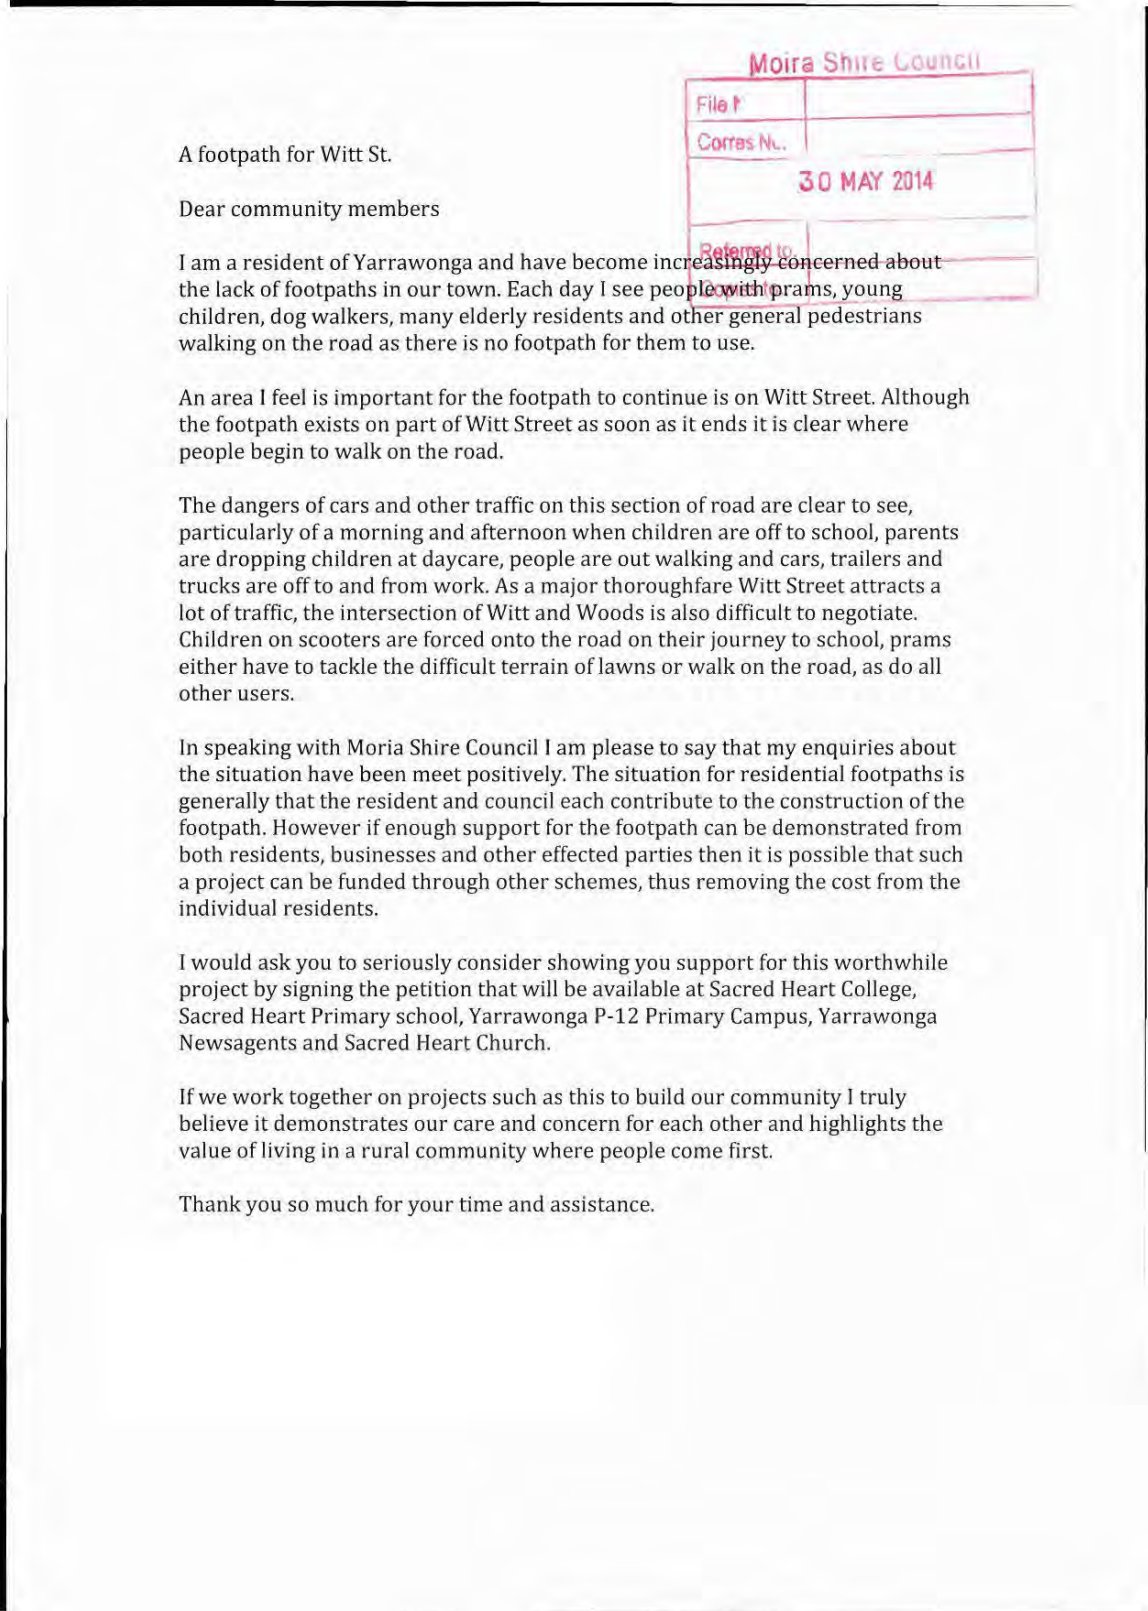 Moira Shire Council
File
Corres No.
30 MAY 2014
Referred to.
Copies to
A footpath for Witt St.
Dear community members
I am a resident of Yarrawonga and have become increasingly concerned about
the lack of footpaths in our town. Each day I see people with prams, young
children, dog walkers, many elderly residents and other general pedestrians
walking on the road as there is no footpath for them to use.
An area I feel is important for the footpath to continue is on Witt Street. Although
the footpath exists on part of Witt Street as soon as it ends it is clear where
people begin to walk on the road.
The dangers of cars and other traffic on this section of road are clear to see,
particularly of a morning and afternoon when children are off to school, parents
are dropping children at daycare, people are out walking and cars, trailers and
trucks are off to and from work. As a major thoroughfare Witt Street attracts a
lot of traffic, the intersection of Witt and Woods is also difficult to negotiate.
Children on scooters are forced onto the road on their journey to school, prams
either have to tackle the difficult terrain of lawns or walk on the road, as do all
other users.
In speaking with Moria Shire Council I am please to say that my enquiries about
the situation have been meet positively. The situation for residential footpaths is
generally that the resident and council each contribute to the construction of the
footpath. However if enough support for the footpath can be demonstrated from
both residents, businesses and other effected parties then it is possible that such
a project can be funded through other schemes, thus removing the cost from the
individual residents.
I would ask you to seriously consider showing you support for this worthwhile
project by signing the petition that will be available at Sacred Heart College,
Sacred Heart Primary school, Yarrawonga P-12 Primary Campus, Yarrawonga
Newsagents and Sacred Heart Church.
If we work together on projects such as this to build our community I truly
believe it demonstrates our care and concern for each other and highlights the
value of living in a rural community where people come first.
Thank you so much for your time and assistance.